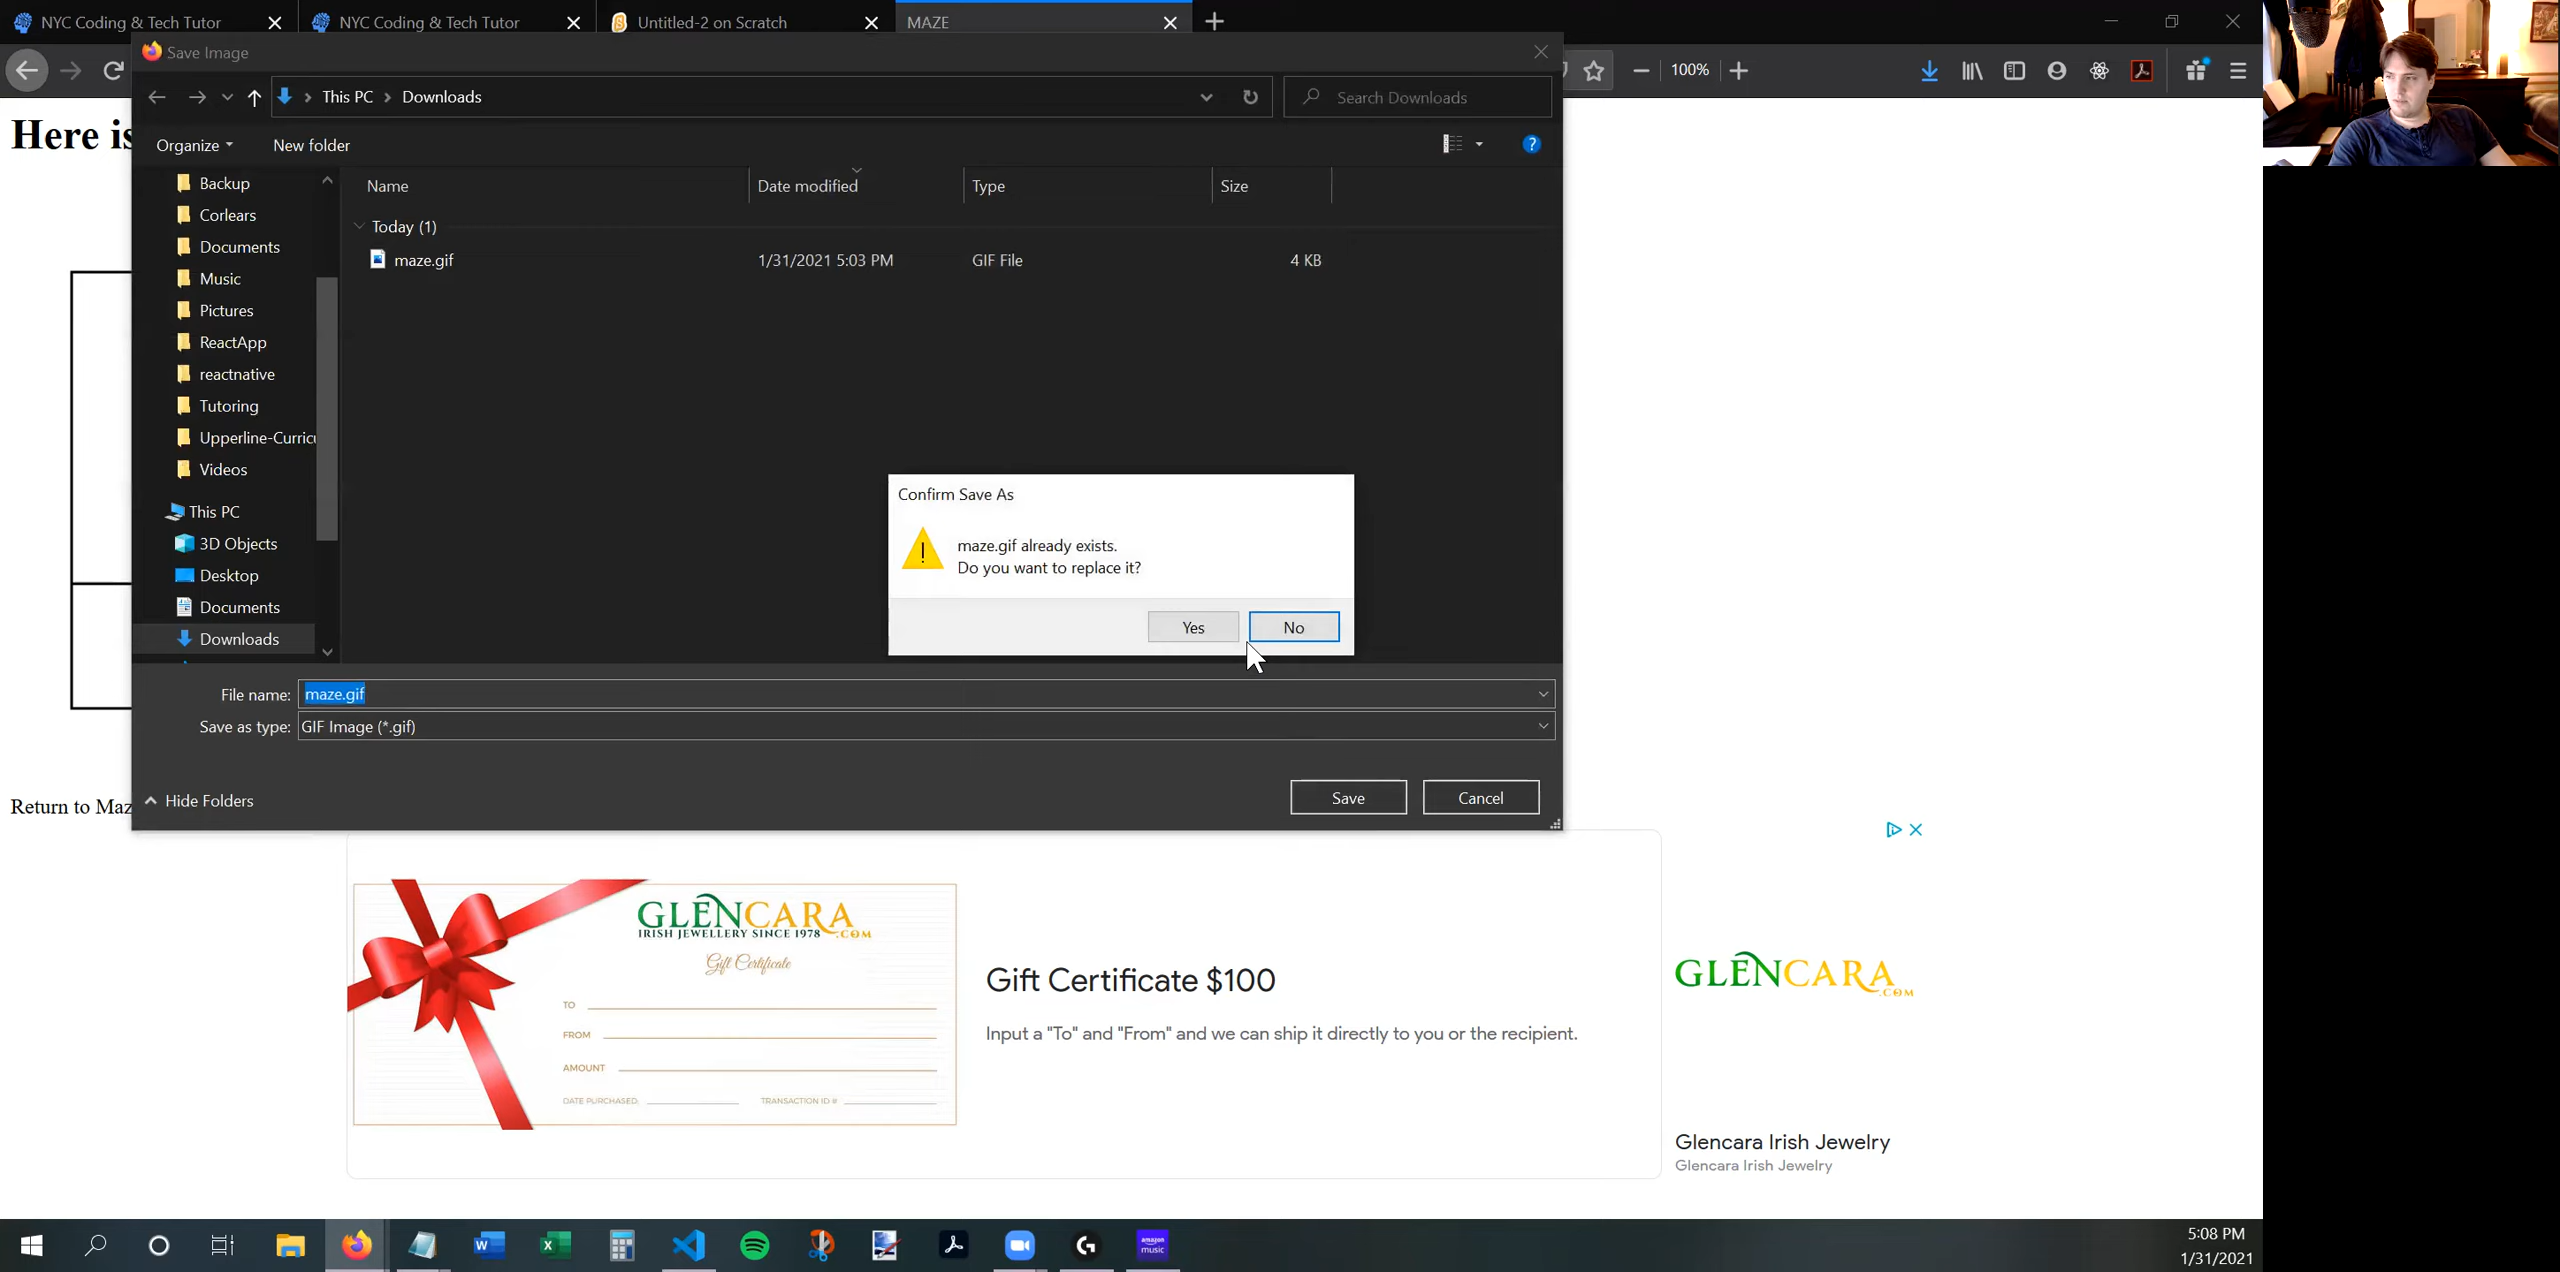 NYC Coding & Tech Tutor
NYC Coding & Tech Tutor
Untitled-2 on Scratch
MAZE
Save Image
100%
This PC > Downloads
Search Downloads
Here is
Organize
New folder
Name
Date modified
Type
Size
Backup
Corlears
Documents
Music
Pictures
ReactApp
reactnative
Tutoring
Upperline-Curricu
Videos
This PC
3D Objects
Desktop
Documents
Downloads
Today (1)
maze.gif
1/31/2021 5:03 PM
GIF File
4 KB
Confirm Save As
maze.gif already exists.
Do you want to replace it?
Yes
No
File name: maze.gif
Save as type: GIF Image (*.gif)
Hide Folders
Save
Cancel
Return to Maz
GLENCARA
IRISH JEWELLERY SINCE 1978 .COM
Gift Certificate
TO
FROM
AMOUNT
DATE PURCHASED:
TRANSACTION ID #
Gift Certificate $100
Input a "To" and "From" and we can ship it directly to you or the recipient.
GLENCARA
.COM
Glencara Irish Jewelry
Glencara Irish Jewelry
amazon
music
5:08 PM
1/31/2021